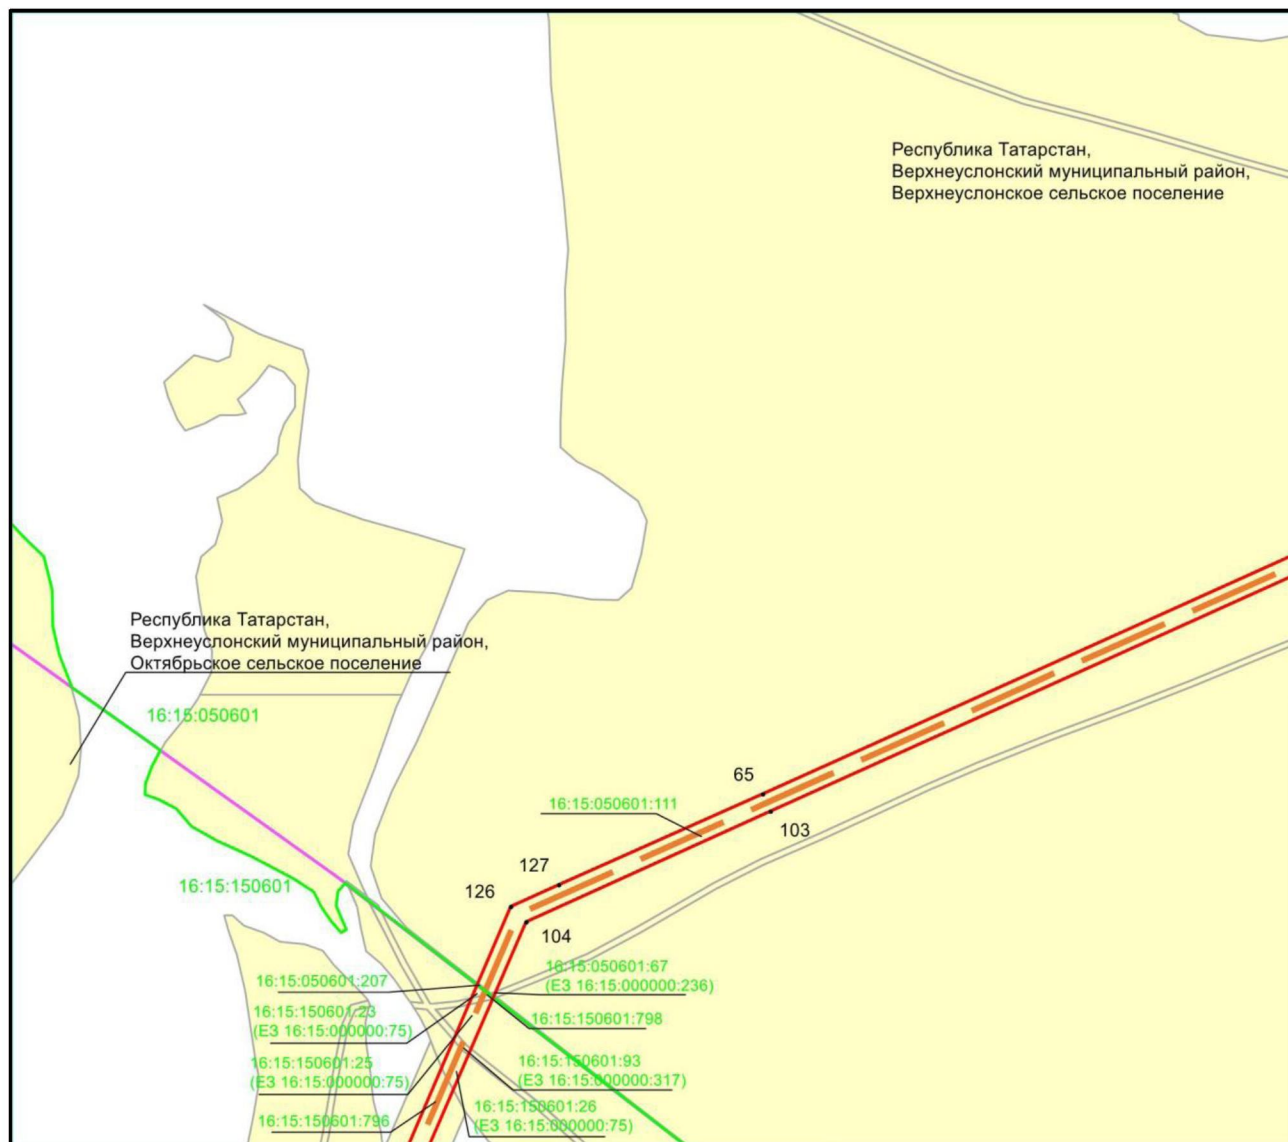 Республика Татарстан,
Верхнеуслонский муниципальный район,
Верхнеуслонское сельское поселение
Республика Татарстан,
Верхнеуслонский муниципальный район,
Октябрьское сельское поселение
16:15:050601
65
16:15:050601:111
103
127
16:15:150601
126
104
16:15:050601:67
(ЕЗ 16:15:000000:236)
16:15:050601:207
16:15:150601:23
(ЕЗ 16:15:000000:75)
16:15:150601:798
16:15:150601:25
(ЕЗ 16:15:000000:75)
16:15:150601:93
(ЕЗ 16:15:000000:317)
16:15:150601:796
16:15:150601:26
(ЕЗ 16:15:000000:75)